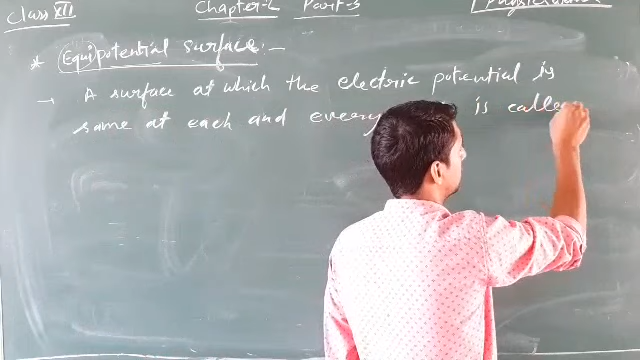 Class XII
Chapter-2 Part-3
* Equipotential surface:-
→ A surface at which the electric potential is
same at each and every is calle